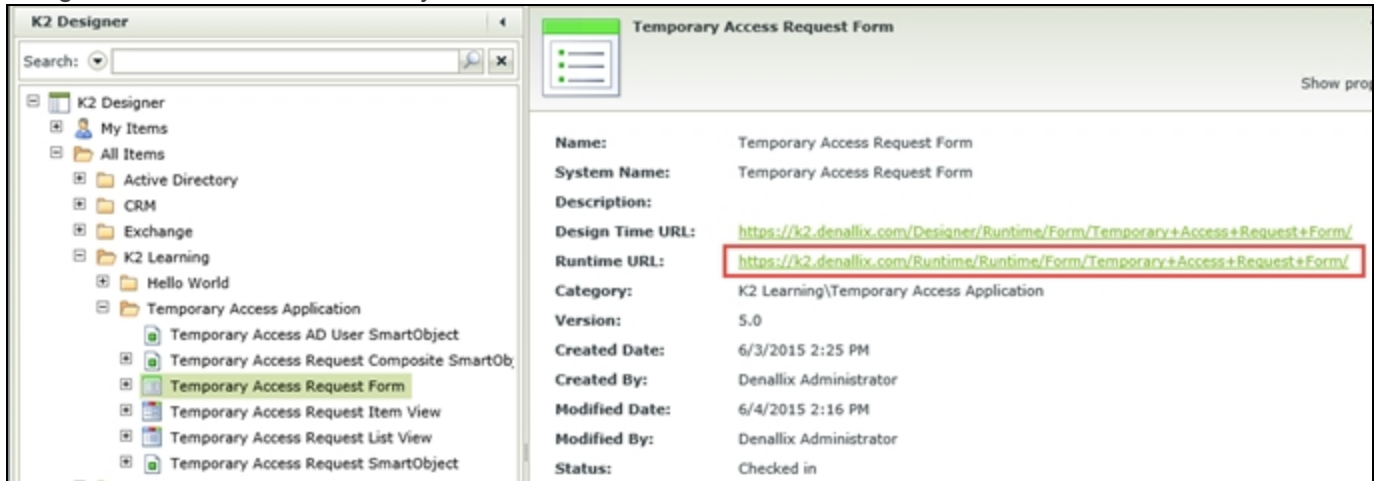 K2 Designer
Search:
K2 Designer
My Items
All Items
Active Directory
CRM
Exchange
K2 Learning
Hello World
Temporary Access Application
Temporary Access AD User SmartObject
Temporary Access Request Composite SmartOb
Temporary Access Request Form
Temporary Access Request Item View
Temporary Access Request List View
Temporary Access Request SmartObject
Temporary Access Request Form
Show prop
Name: Temporary Access Request Form
System Name: Temporary Access Request Form
Description:
Design Time URL: https://k2.denallix.com/Designer/Runtime/Form/Temporary+Access+Request+Form/
Runtime URL: https://k2.denallix.com/Runtime/Runtime/Form/Temporary+Access+Request+Form/
Category: K2 Learning\Temporary Access Application
Version: 5.0
Created Date: 6/3/2015 2:25 PM
Created By: Denallix Administrator
Modified Date: 6/4/2015 2:16 PM
Modified By: Denallix Administrator
Status: Checked in